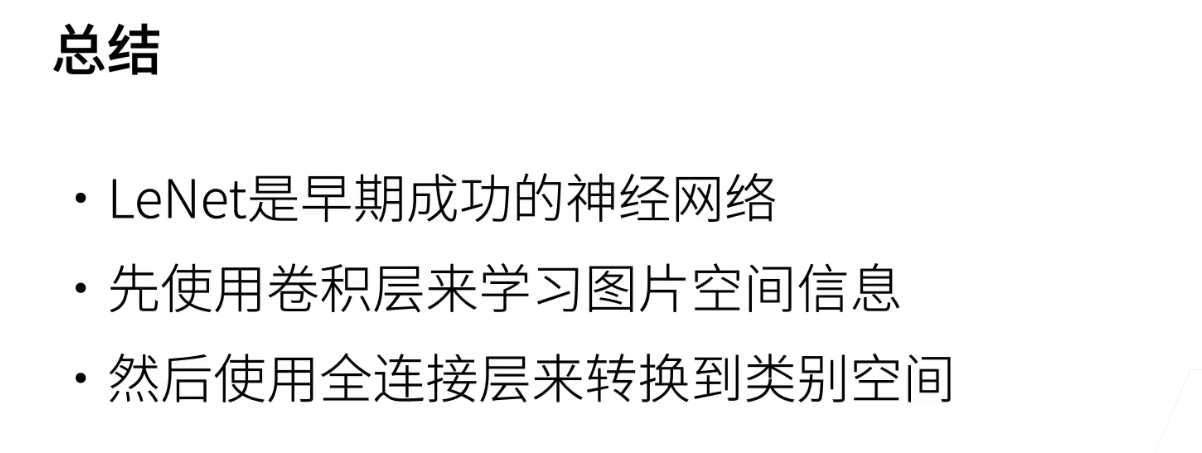 总结
・LeNet是早期成功的神经网络
・先使用卷积层来学习图片空间信息
・然后使用全连接层来转换到类别空间